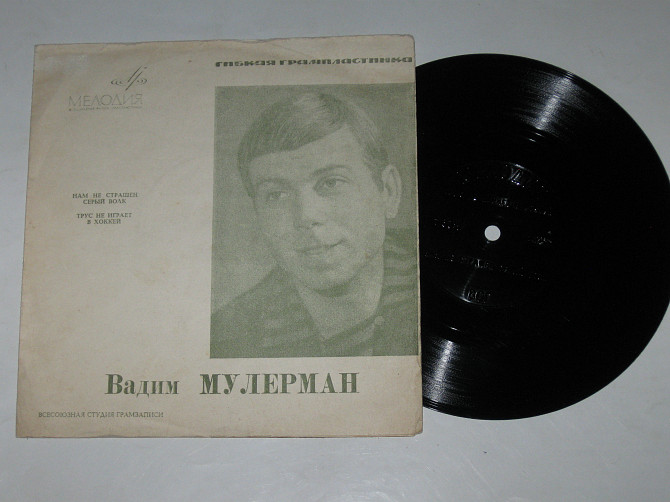 ГИБКАЯ ГРАМПЛАСТИНКА
МЕЛОДИЯ
НАМ НЕ СТРАШЕН
СЕРЫЙ ВОЛК
ТРУС НЕ ИГРАЕТ
В ХОККЕЙ
Вадим МУЛЕРМАН
ВСЕСОЮЗНАЯ СТУДИЯ ГРАМЗАПИСИ